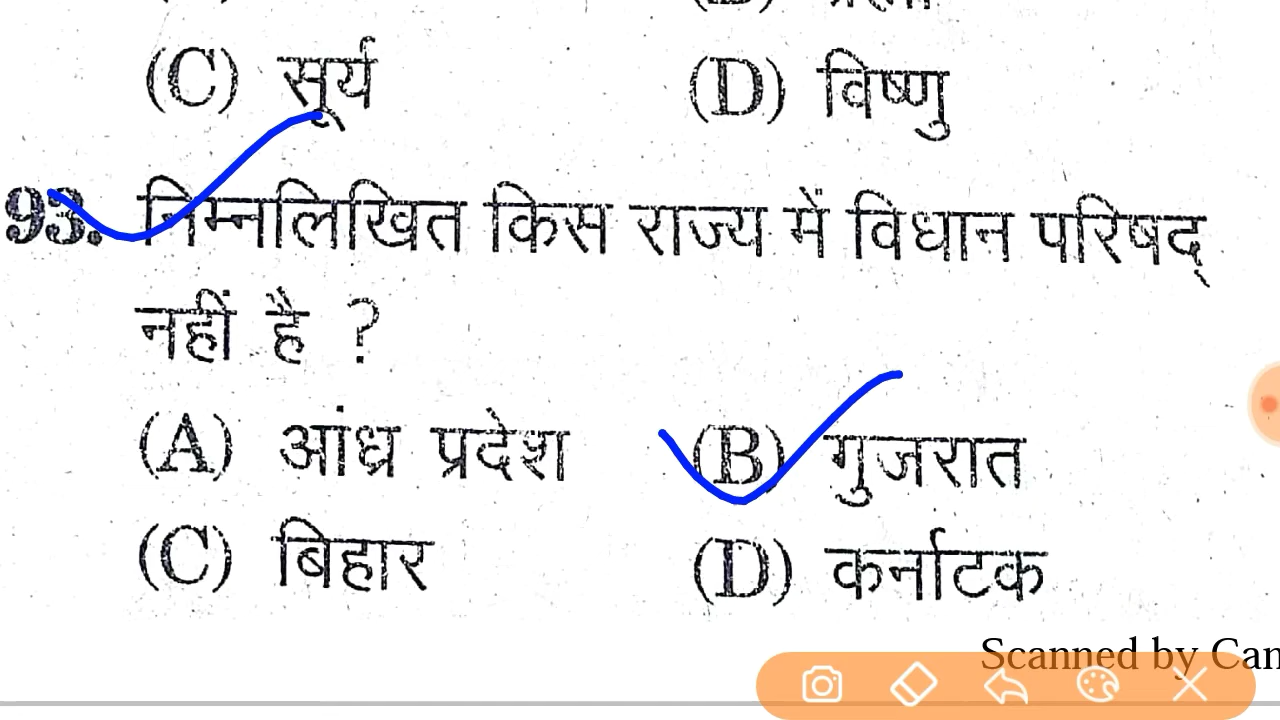 (C) सूर्य (D) विष्णु
93. निम्नलिखित किस राज्य में विधान परिषद्
नहीं है ?
(A) आंध्र प्रदेश (B) गुजरात
(C) बिहार (D) कर्नाटक
Scanned by Can